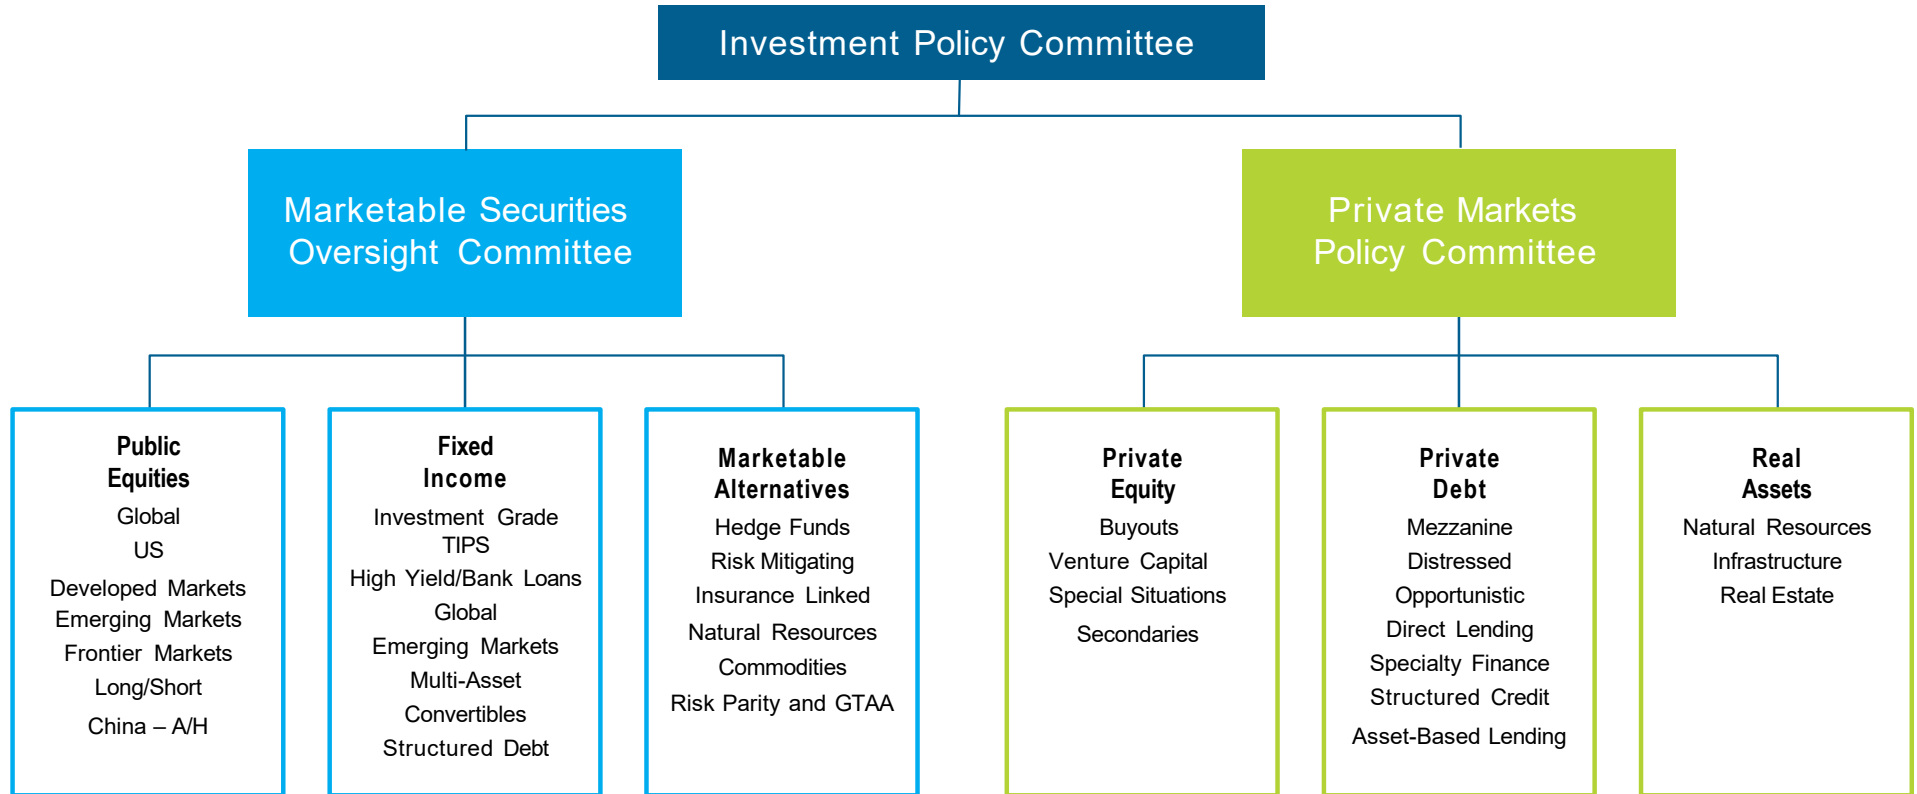 Investment Policy Committee
Marketable Securities
Oversight Committee
Private Markets
Policy Committee
Public
Equities
Global
US
Developed Markets
Emerging Markets
Frontier Markets
Long/Short
China – A/H
Fixed
Income
Investment Grade
TIPS
High Yield/Bank Loans
Global
Emerging Markets
Multi-Asset
Convertibles
Structured Debt
Marketable
Alternatives
Hedge Funds
Risk Mitigating
Insurance Linked
Natural Resources
Commodities
Risk Parity and GTAA
Private
Equity
Buyouts
Venture Capital
Special Situations
Secondaries
Private
Debt
Mezzanine
Distressed
Opportunistic
Direct Lending
Specialty Finance
Structured Credit
Asset-Based Lending
Real
Assets
Natural Resources
Infrastructure
Real Estate